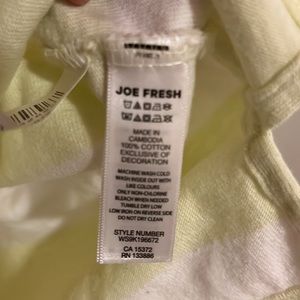 JOE FRESH
MADE IN
CAMBODIA
100% COTTON
EXCLUSIVE OF
DECORATION
MACHINE WASH COLD
WASH INSIDE OUT WITH
LIKE COLOURS
ONLY NON-CHLORINE
BLEACH WHEN NEEDED
TUMBLE DRY LOW
LOW IRON ON REVERSE SIDE
DO NOT DRY CLEAN
STYLE NUMBER
WS9K196672
CA 15372
RN 133886